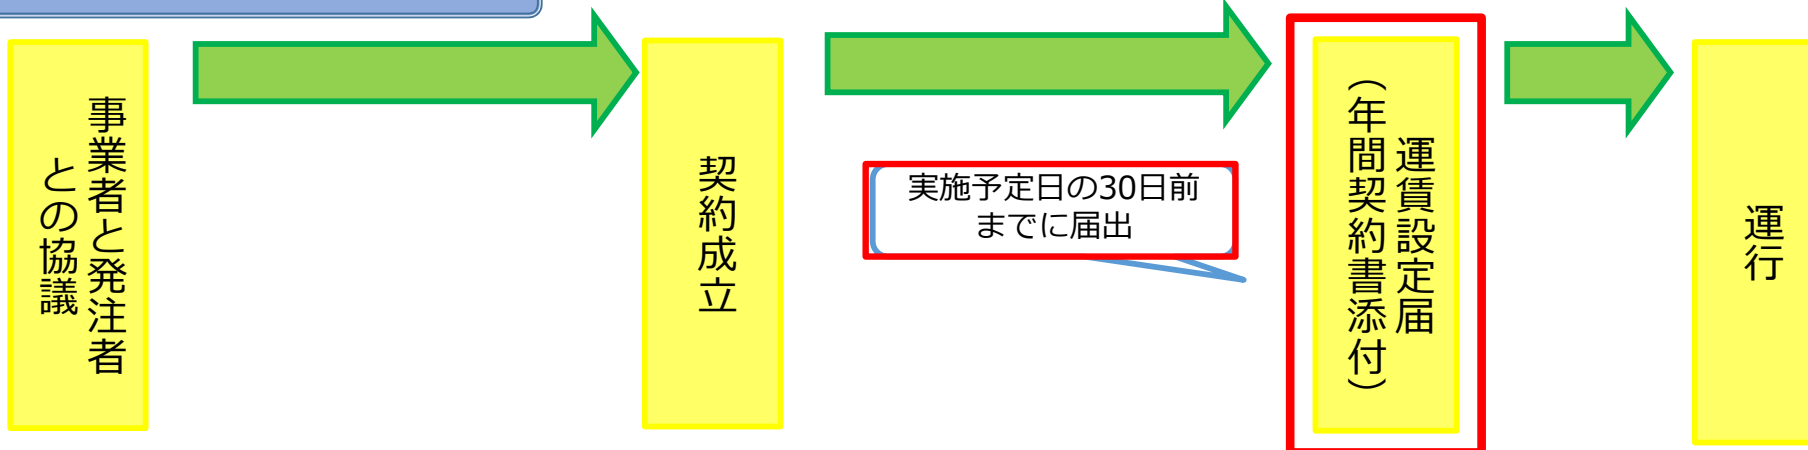 事業者と発注者
との協議
契約成立
実施予定日の30日前
までに届出
運賃設定届
（年間契約書添付）
運行